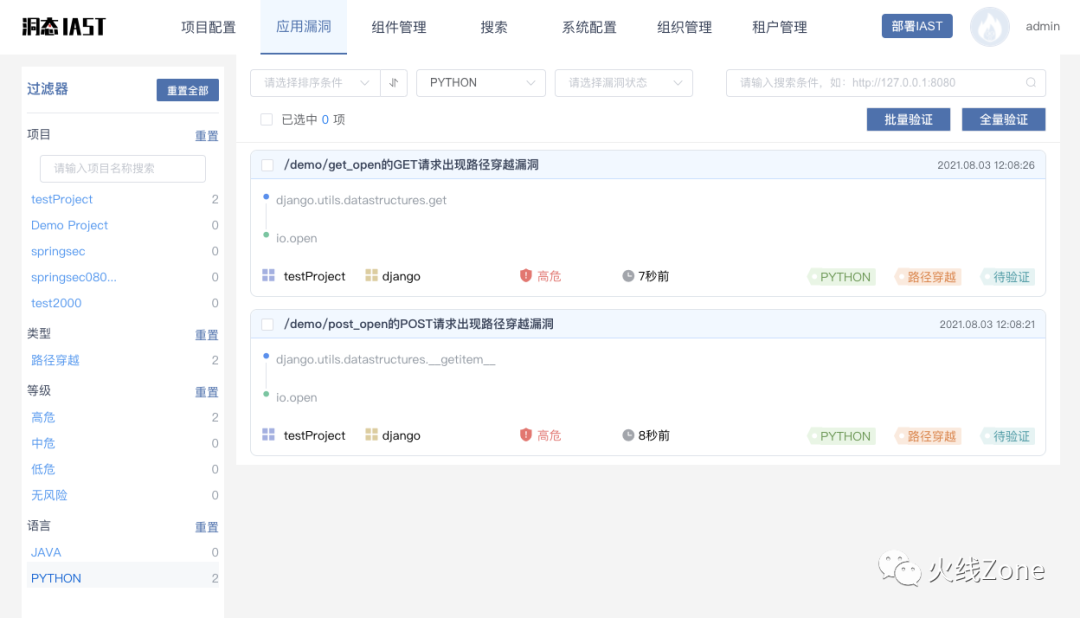 洞态 IAST
项目配置 应用漏洞 组件管理 搜索 系统配置 组织管理 租户管理 部署IAST admin
过滤器 重置全部
项目 重置
请输入项目名称搜索
testProject 2
Demo Project 0
springsec 0
springsec080... 0
test2000 0
类型 重置
路径穿越 2
等级 重置
高危 2
中危 0
低危 0
无风险 0
语言 重置
JAVA 0
PYTHON 2
请选择排序条件 PYTHON 请选择漏洞状态 请输入搜索条件，如：http://127.0.0.1:8080
已选中 0 项 批量验证 全量验证
/demo/get_open的GET请求出现路径穿越漏洞 2021.08.03 12:08:26
django.utils.datastructures.get
io.open
testProject django 高危 7秒前 PYTHON 路径穿越 待验证
/demo/post_open的POST请求出现路径穿越漏洞 2021.08.03 12:08:21
django.utils.datastructures.__getitem__
io.open
testProject django 高危 8秒前 PYTHON 路径穿越 待验证
火线Zone